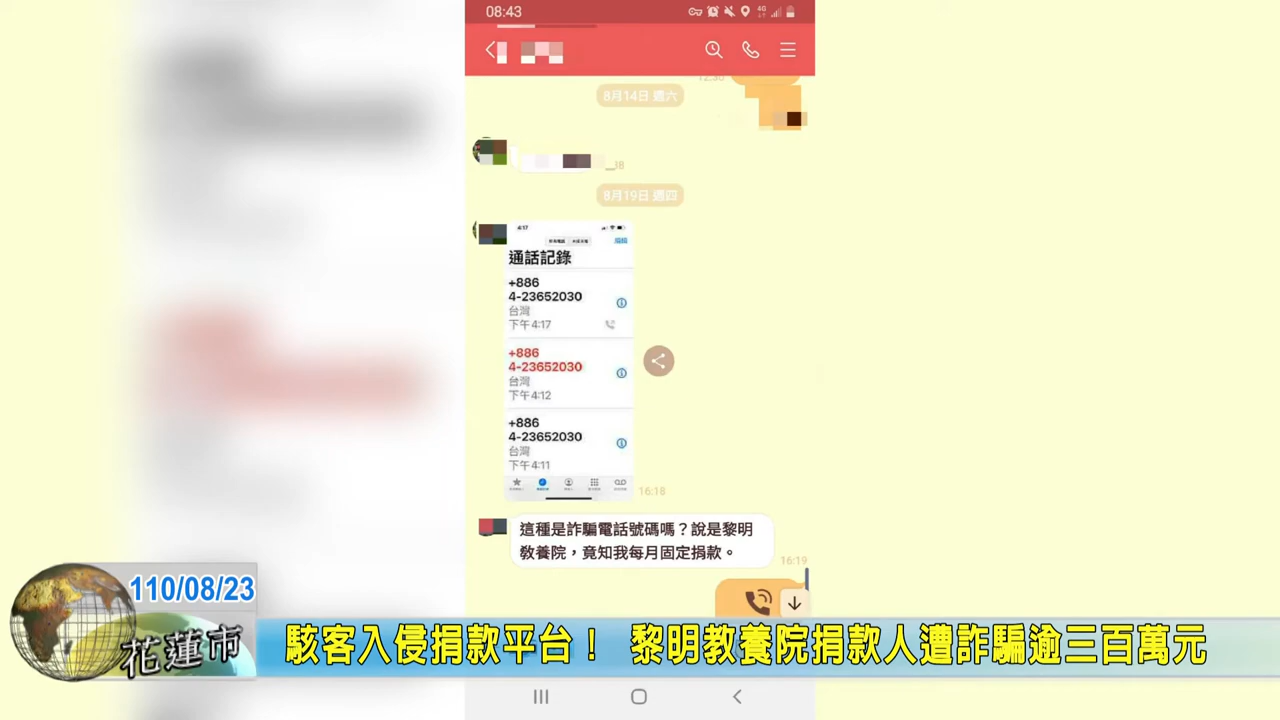 08:43
4G
12:30
8月14日 週六
8月19日 週四
4:17
編輯
通話記錄
+886
4-23652030
台灣
下午4:17
+886
4-23652030
台灣
下午4:12
+886
4-23652030
台灣
下午4:11
16:18
這種是詐騙電話號碼嗎？說是黎明
教養院，竟知我每月固定捐款。
16:19
110/08/23
花蓮市
駭客入侵捐款平台！ 黎明教養院捐款人遭詐騙逾三百萬元